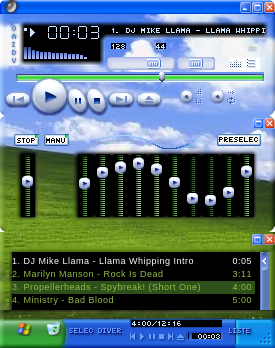 O
A
I
D
V
00:03
1. DJ MIKE LLAMA - LLAMA WHIPPI
128 44
STOP MANU PRESELEC
1. DJ Mike Llama - Llama Whipping Intro 0:05
2. Marilyn Manson - Rock Is Dead 3:11
3. Propellerheads - Spybreak! (Short One) 4:00
4. Ministry - Bad Blood 5:00
4:00/12:16
SELEC DIVER. 00:03 LISTE